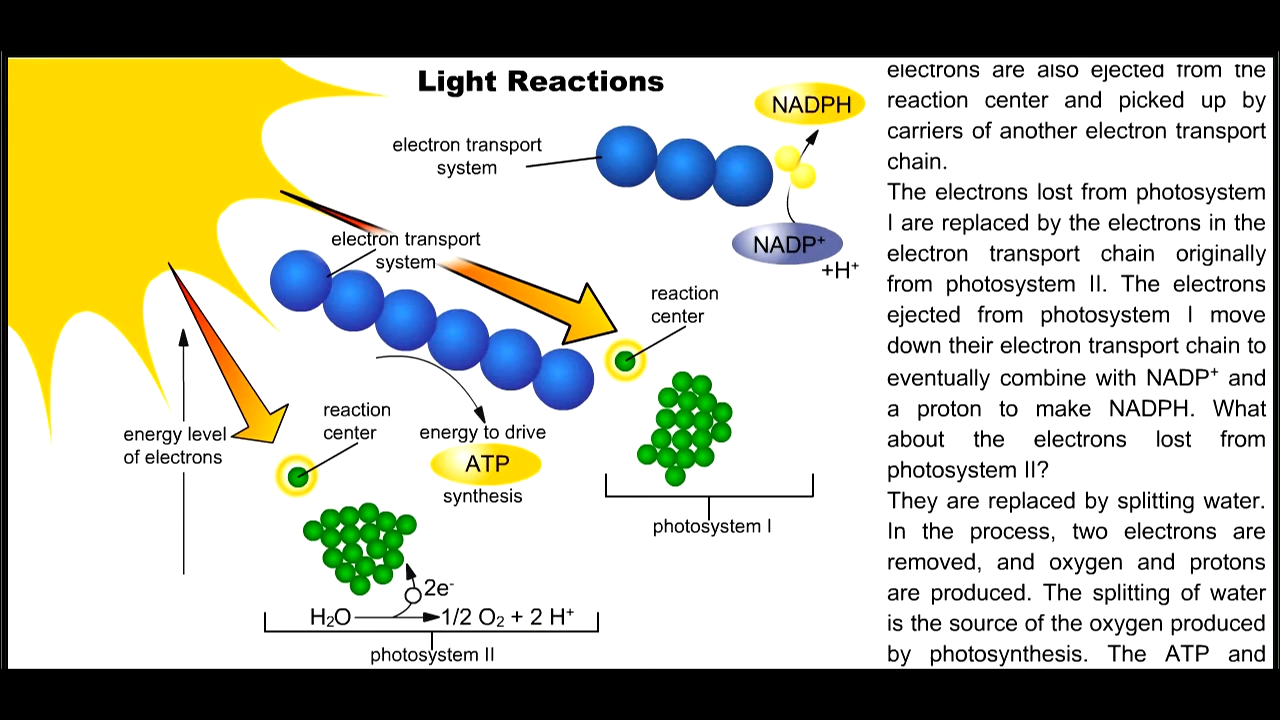 Light Reactions
NADPH
electron transport
system
NADP+
+H+
electron transport
system
reaction
center
reaction
center
energy to drive
ATP
synthesis
energy level
of electrons
photosystem I
2e-
H₂O 1/2 O₂ + 2 H+
photosystem II
electrons are also ejected from the
reaction center and picked up by
carriers of another electron transport
chain.
The electrons lost from photosystem
I are replaced by the electrons in the
electron transport chain originally
from photosystem II. The electrons
ejected from photosystem I move
down their electron transport chain to
eventually combine with NADP+ and
a proton to make NADPH. What
about the electrons lost from
photosystem II?
They are replaced by splitting water.
In the process, two electrons are
removed, and oxygen and protons
are produced. The splitting of water
is the source of the oxygen produced
by photosynthesis. The ATP and